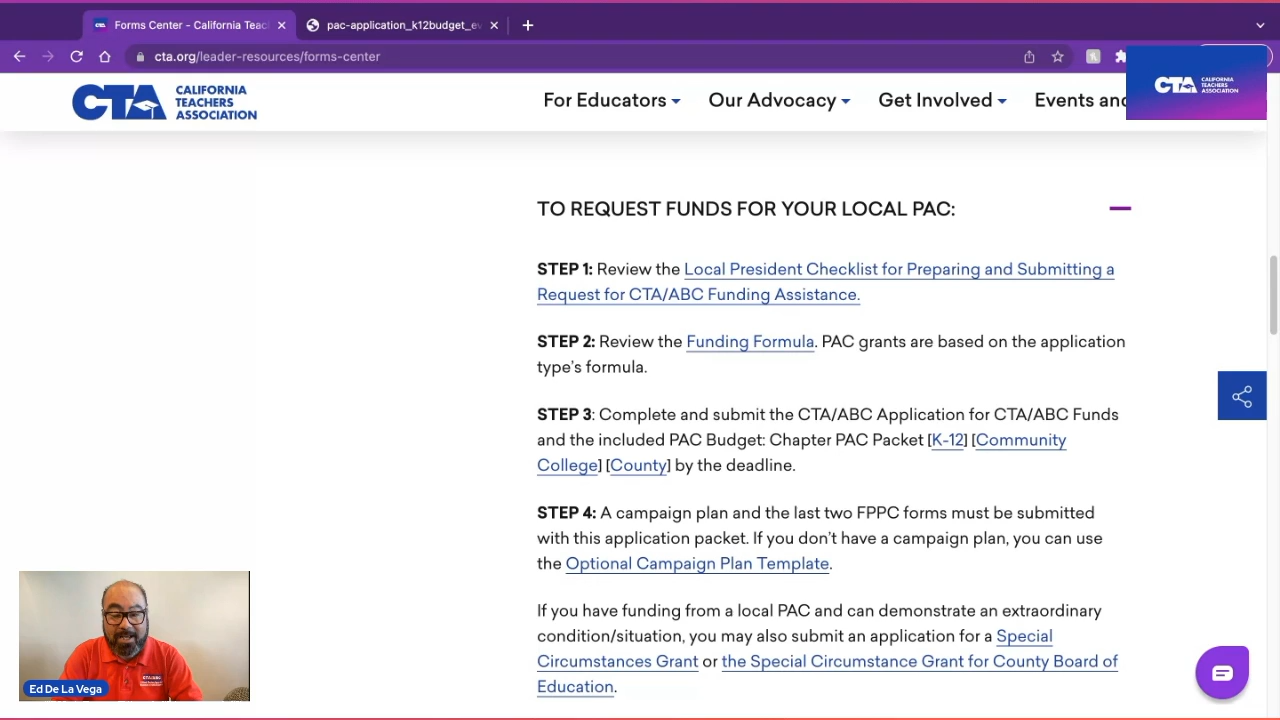 Forms Center - California Teac
pac-application_k12budget_ev
cta.org/leader-resources/forms-center
CTA CALIFORNIA
TEACHERS
ASSOCIATION
For Educators
Our Advocacy
Get Involved
Events and
CTA CALIFORNIA
TEACHERS
ASSOCIATION
TO REQUEST FUNDS FOR YOUR LOCAL PAC:
STEP 1: Review the Local President Checklist for Preparing and Submitting a
Request for CTA/ABC Funding Assistance.
STEP 2: Review the Funding Formula. PAC grants are based on the application
type’s formula.
STEP 3: Complete and submit the CTA/ABC Application for CTA/ABC Funds
and the included PAC Budget: Chapter PAC Packet [K-12] [Community
College] [County] by the deadline.
STEP 4: A campaign plan and the last two FPPC forms must be submitted
with this application packet. If you don’t have a campaign plan, you can use
the Optional Campaign Plan Template.
If you have funding from a local PAC and can demonstrate an extraordinary
condition/situation, you may also submit an application for a Special
Circumstances Grant or the Special Circumstance Grant for County Board of
Education.
Ed De La Vega